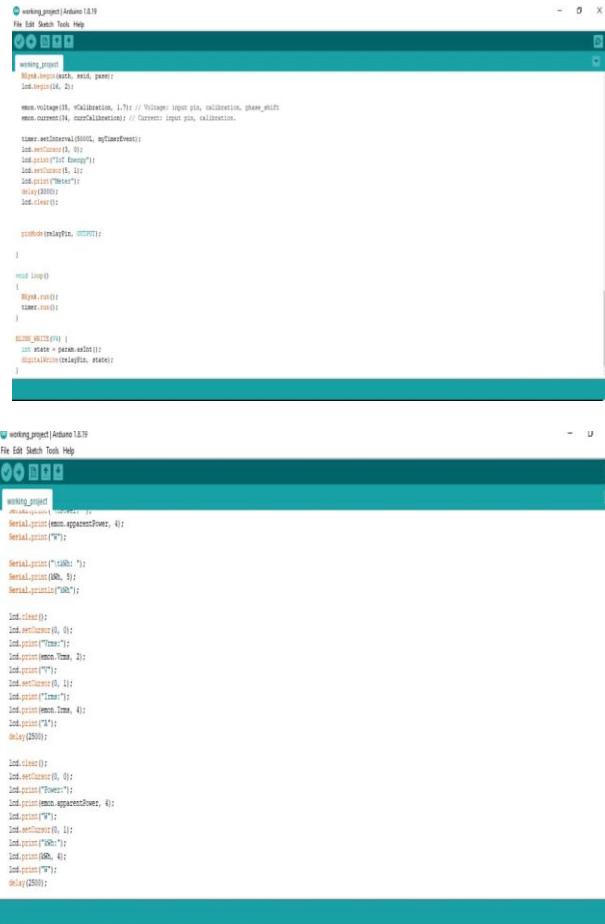 working_project | Arduino 1.8.19
File Edit Sketch Tools Help
working_project
Blynk.begin(auth, ssid, pass);
lcd.begin(16, 2);
emon.voltage(35, vCalibration, 1.7); // Voltage: input pin, calibration, phase_shift
emon.current(34, currCalibration); // Current: input pin, calibration.
timer.setInterval(5000L, myTimerEvent);
lcd.setCursor(3, 0);
lcd.print("IoT Energy");
lcd.setCursor(5, 1);
lcd.print("Meter");
delay(3000);
lcd.clear();
pinMode(relayPin, OUTPUT);
}
void loop()
{
Blynk.run();
timer.run();
}
BLYNK_WRITE(V4) {
int state = param.asInt();
digitalWrite(relayPin, state);
}
working_project | Arduino 1.8.19
File Edit Sketch Tools Help
working_project
Serial.print(emon.apparentPower, 4);
Serial.print("W");
Serial.print("\tkWh: ");
Serial.print(kWh, 5);
Serial.println("kWh");
lcd.clear();
lcd.setCursor(0, 0);
lcd.print("Vrms:");
lcd.print(emon.Vrms, 2);
lcd.print("V");
lcd.setCursor(0, 1);
lcd.print("Irms:");
lcd.print(emon.Irms, 4);
lcd.print("A");
delay(2500);
lcd.clear();
lcd.setCursor(0, 0);
lcd.print("Power:");
lcd.print(emon.apparentPower, 4);
lcd.print("W");
lcd.setCursor(0, 1);
lcd.print("kWh:");
lcd.print(kWh, 4);
lcd.print("W");
delay(2500);